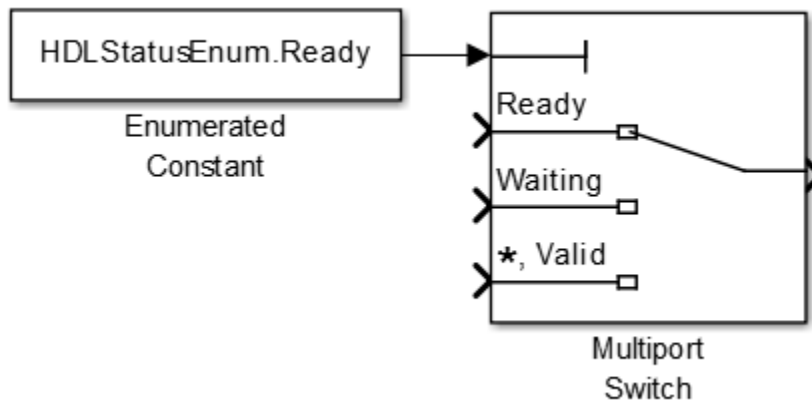 HDLStatusEnum.Ready
Enumerated
Constant
Ready
Waiting
*, Valid
Multiport
Switch